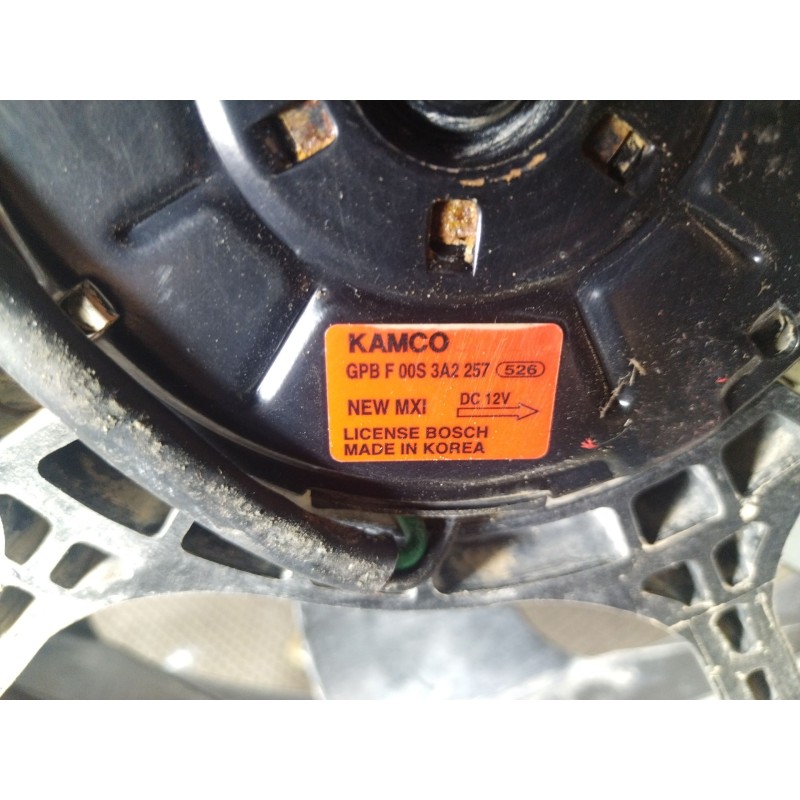 KAMCO
GPB F 00S 3A2 257 526
NEW MXI DC 12V
LICENSE BOSCH
MADE IN KOREA